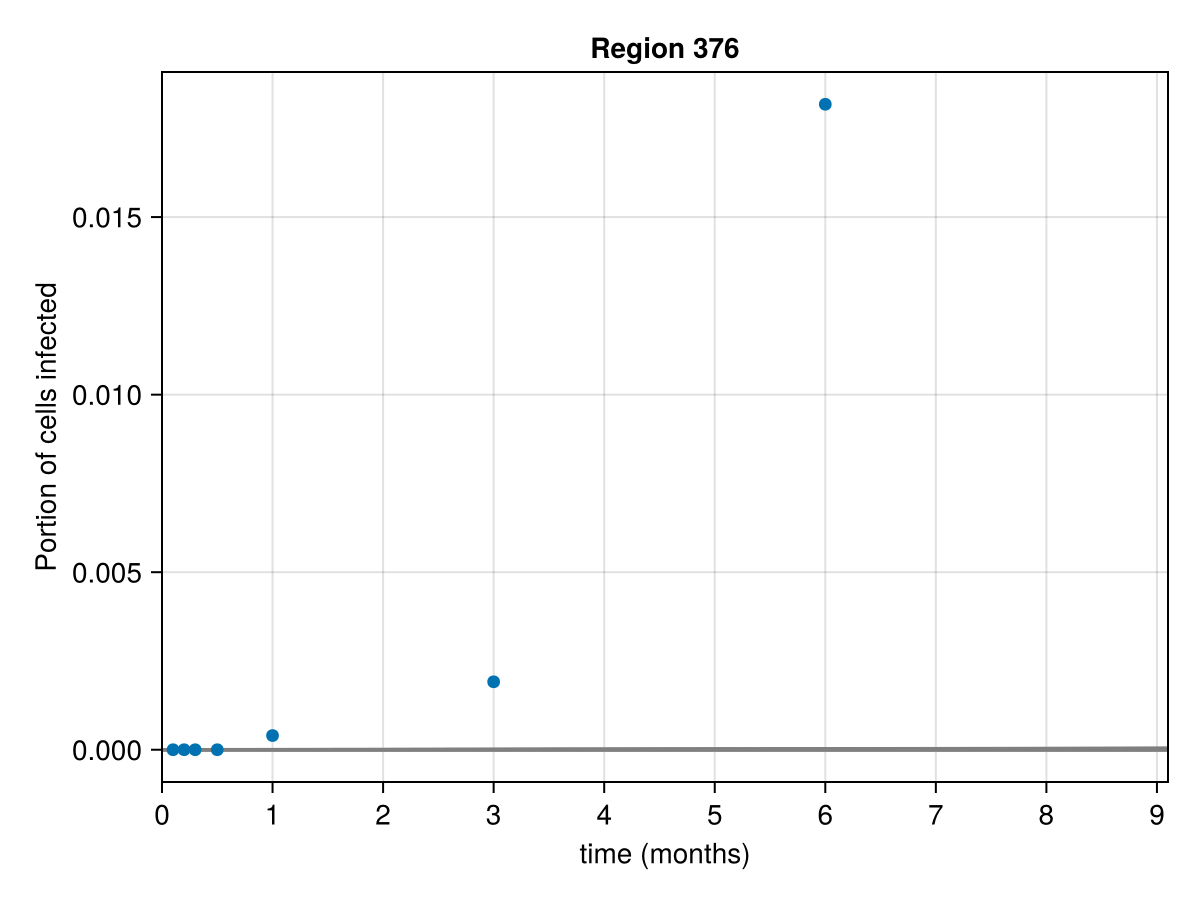 Region 376
Portion of cells infected
0.015
0.010
0.005
0.000
0 1 2 3 4 5 6 7 8 9
time (months)